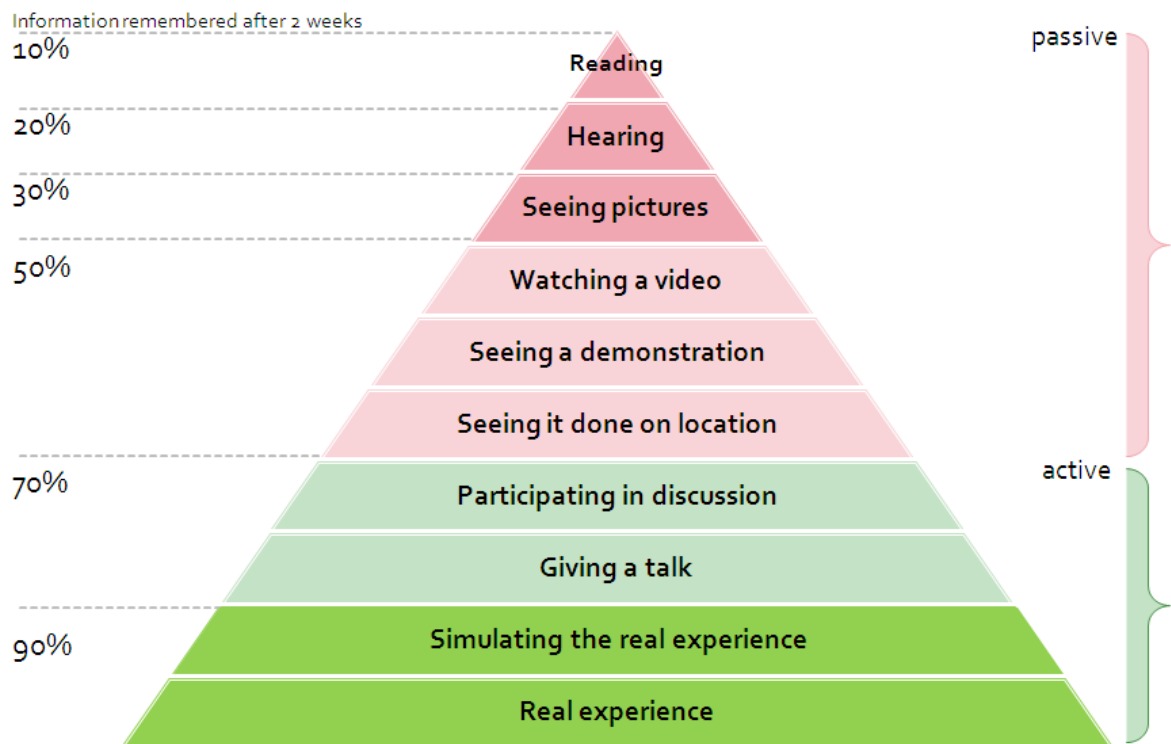 Information remembered after 2 weeks
10%
passive
Reading
20%
Hearing
30%
Seeing pictures
50%
Watching a video
Seeing a demonstration
Seeing it done on location
70%
active
Participating in discussion
Giving a talk
90%
Simulating the real experience
Real experience